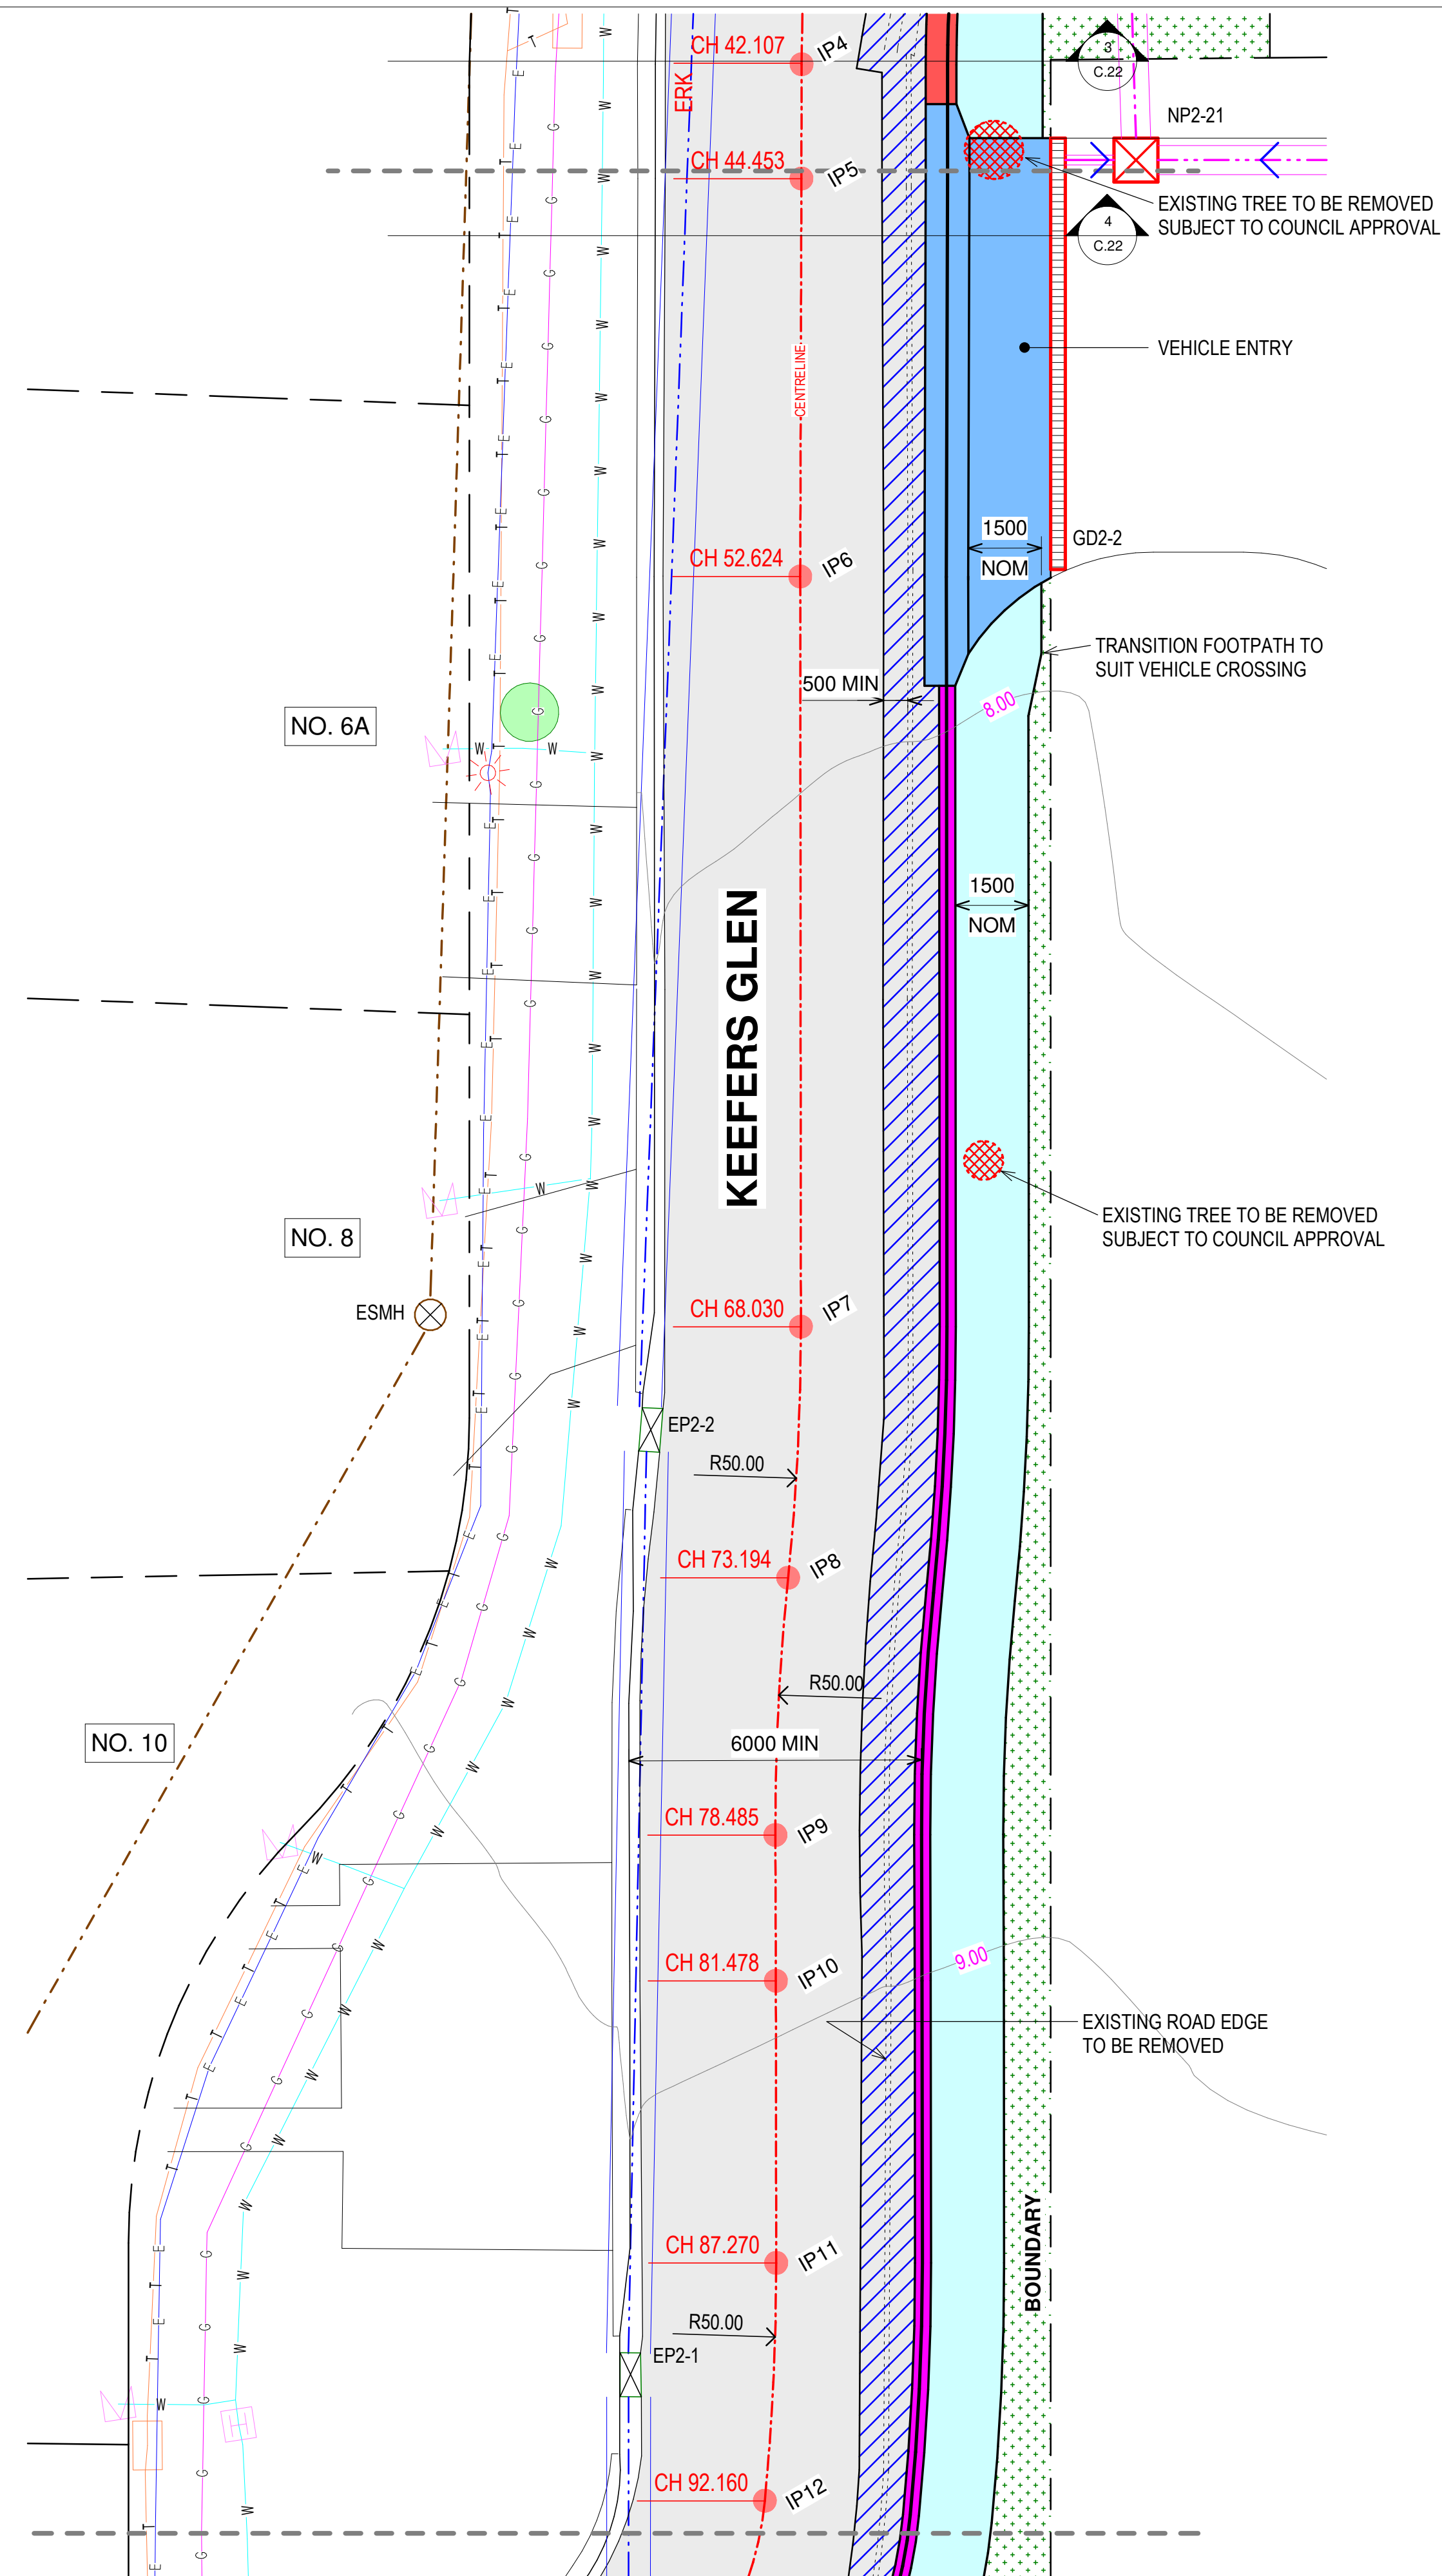 CH 42.107
IP4
ERK
3
C.22
NP2-21
CH 44.453
IP5
EXISTING TREE TO BE REMOVED
SUBJECT TO COUNCIL APPROVAL
4
C.22
CENTRELINE
VEHICLE ENTRY
1500
NOM
GD2-2
CH 52.624
IP6
TRANSITION FOOTPATH TO
SUIT VEHICLE CROSSING
500 MIN
8.00
NO. 6A
1500
NOM
KEEFERS GLEN
EXISTING TREE TO BE REMOVED
SUBJECT TO COUNCIL APPROVAL
NO. 8
ESMH
CH 68.030
IP7
EP2-2
R50.00
CH 73.194
IP8
R50.00
6000 MIN
NO. 10
CH 78.485
IP9
9.00
CH 81.478
IP10
EXISTING ROAD EDGE
TO BE REMOVED
BOUNDARY
CH 87.270
IP11
R50.00
EP2-1
CH 92.160
IP12